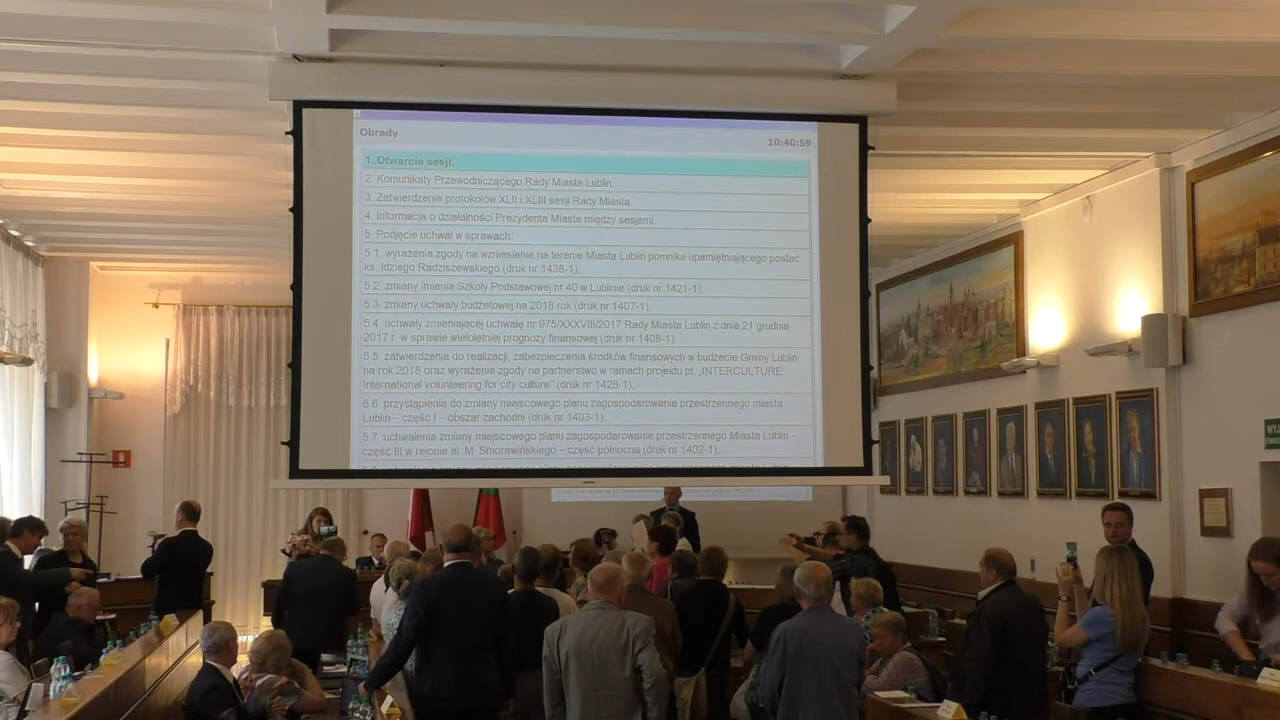 Obrady
10:40:59
1. Otwarcie sesji.
2. Komunikaty Przewodniczącego Rady Miasta Lublin.
3. Zatwierdzenie protokołów XLII i XLIII sesji Rady Miasta.
4. Informacja o działalności Prezydenta Miasta między sesjami.
5. Podjęcie uchwał w sprawach:
5.1. wyrażenia zgody na wzniesienie na terenie Miasta Lublin pomnika upamiętniającego postać
ks. Idziego Radziszewskiego (druk nr 1438-1),
5.2. zmiany imienia Szkoły Podstawowej nr 40 w Lublinie (druk nr 1421-1),
5.3. zmiany uchwały budżetowej na 2018 rok (druk nr 1407-1),
5.4. uchwały zmieniającej uchwałę nr 975/XXXVIII/2017 Rady Miasta Lublin z dnia 21 grudnia
2017 r. w sprawie wieloletniej prognozy finansowej (druk nr 1408-1),
5.5. zatwierdzenia do realizacji, zabezpieczenia środków finansowych w budżecie Gminy Lublin
na rok 2018 oraz wyrażenia zgody na partnerstwo w ramach projektu pt. „INTERCULTURE.
International volunteering for city culture" (druk nr 1428-1),
5.6. przystąpienia do zmiany miejscowego planu zagospodarowania przestrzennego miasta
Lublin – część I – obszar zachodni (druk nr 1403-1),
5.7. uchwalenia zmiany miejscowego planu zagospodarowania przestrzennego Miasta Lublin –
część III w rejonie al. M. Smorawińskiego – część północna (druk nr 1402-1),